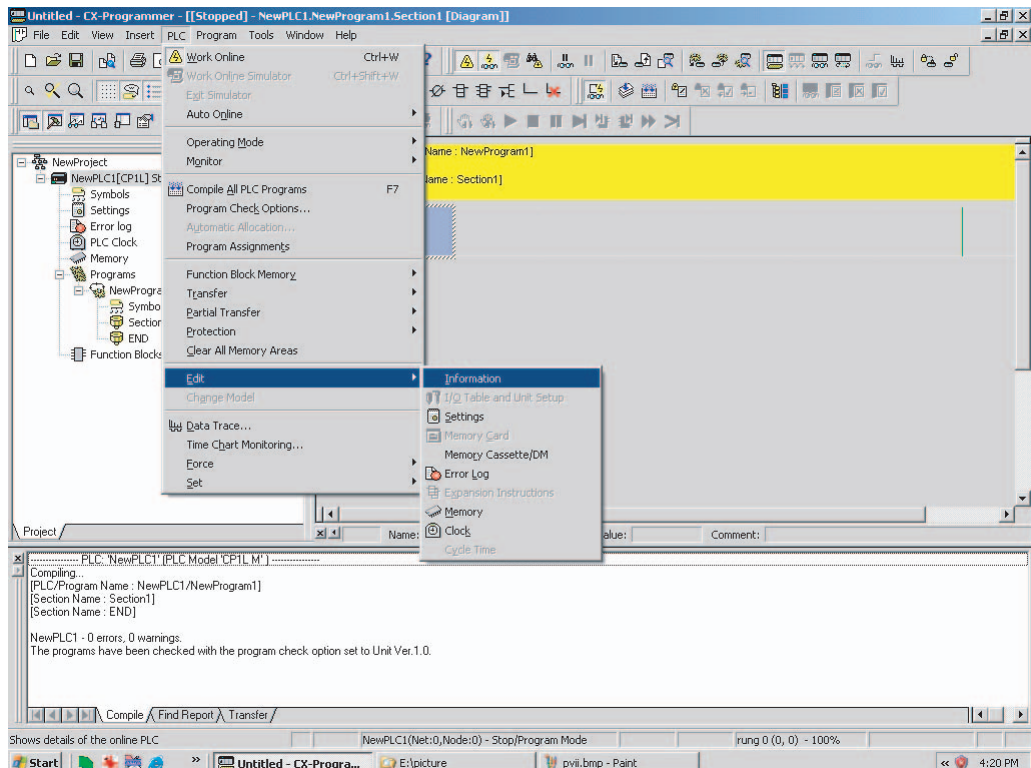 Untitled - CX-Programmer - [[Stopped] - NewPLC1.NewProgram1.Section1 [Diagram]]
File Edit View Insert PLC Program Tools Window Help
Work Online Ctrl+W
Work Online Simulator Ctrl+Shift+W
Exit Simulator
Auto Online
Operating Mode
Monitor
Compile All PLC Programs F7
Program Check Options...
Automatic Allocation...
Program Assignments
Function Block Memory
Transfer
Partial Transfer
Protection
Clear All Memory Areas
Edit
Change Model
Data Trace...
Time Chart Monitoring...
Force
Set
Information
I/O Table and Unit Setup
Settings
Memory Card
Memory Cassette/DM
Error Log
Expansion Instructions
Memory
Clock
Cycle Time
NewProject
NewPLC1[CP1L] St
Symbols
Settings
Error log
PLC Clock
Memory
Programs
NewProgra
Symbo
Section
END
Function Blocks
Name : NewProgram1]
Name : Section1]
Project
Name:
alue:
Comment:
---------------- PLC: 'NewPLC1' (PLC Model 'CP1L M' ) ----------------
Compiling...
[PLC/Program Name : NewPLC1/NewProgram1]
[Section Name : Section1]
[Section Name : END]
NewPLC1 - 0 errors, 0 warnings.
The programs have been checked with the program check option set to Unit Ver.1.0.
Compile Find Report Transfer
Shows details of the online PLC NewPLC1(Net:0,Node:0) - Stop/Program Mode rung 0 (0, 0) - 100%
Start » Untitled - CX-Progra... E:\picture pvii.bmp - Paint « 4:20 PM